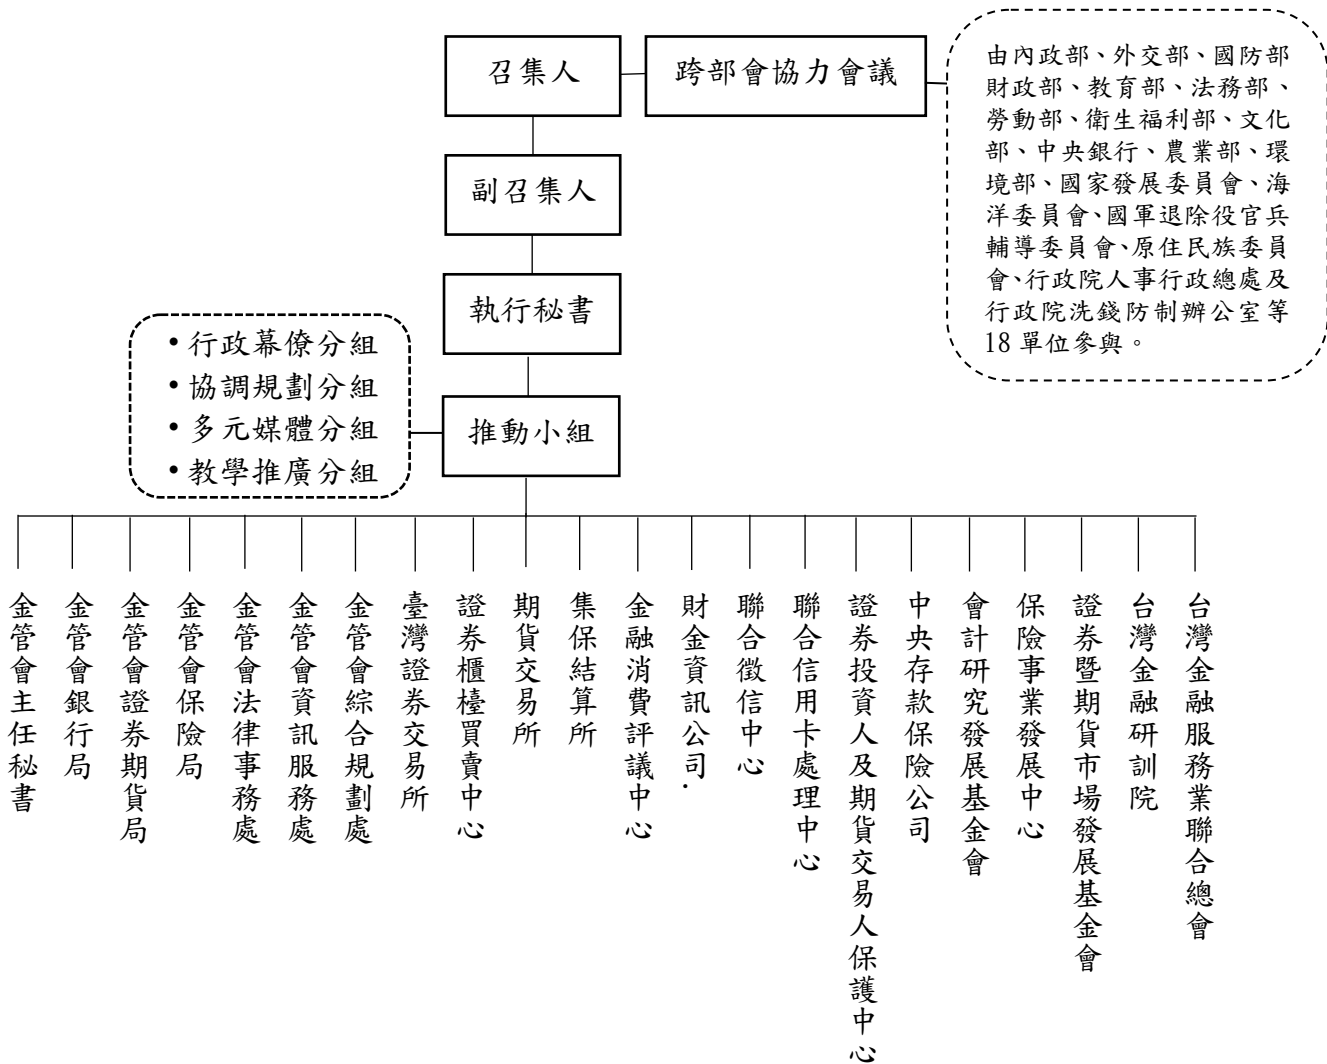 召集人
跨部會協力會議
由內政部、外交部、國防部
財政部、教育部、法務部、
勞動部、衛生福利部、文化
部、中央銀行、農業部、環
境部、國家發展委員會、海
洋委員會、國軍退除役官兵
輔導委員會、原住民族委員
會、行政院人事行政總處及
行政院洗錢防制辦公室等
18 單位參與。
副召集人
執行秘書
• 行政幕僚分組
• 協調規劃分組
• 多元媒體分組
• 教學推廣分組
推動小組
金管會主任秘書
金管會銀行局
金管會證券期貨局
金管會保險局
金管會法律事務處
金管會資訊服務處
金管會綜合規劃處
臺灣證券交易所
證券櫃檯買賣中心
期貨交易所
集保結算所
金融消費評議中心
財金資訊公司.
聯合徵信中心
聯合信用卡處理中心
證券投資人及期貨交易人保護中心
中央存款保險公司
會計研究發展基金會
保險事業發展中心
證券暨期貨市場發展基金會
台灣金融研訓院
台灣金融服務業聯合總會